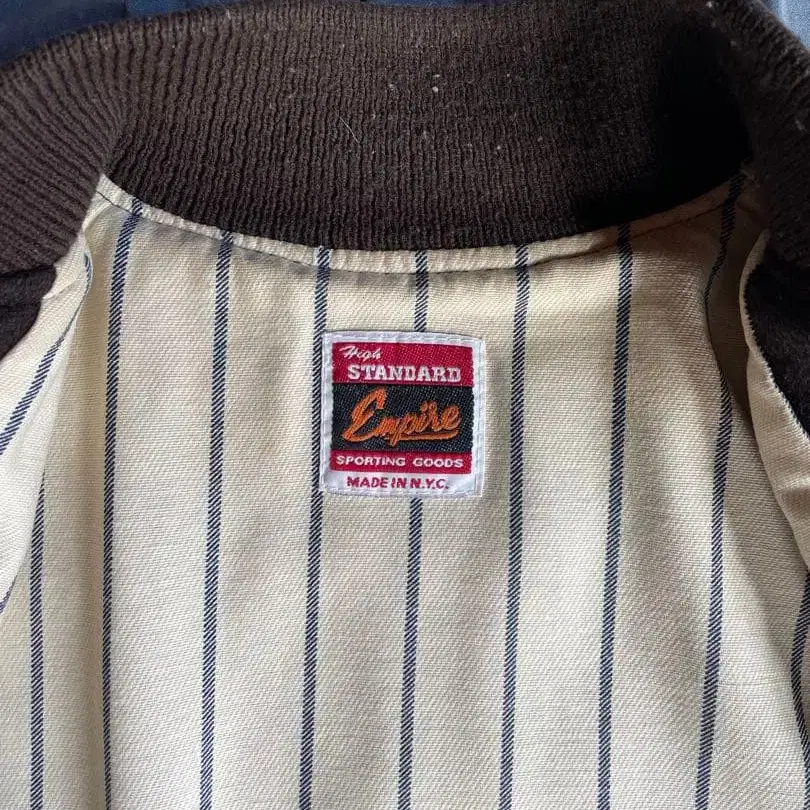 High
STANDARD
Empire
SPORTING GOODS
MADE IN N.Y.C.